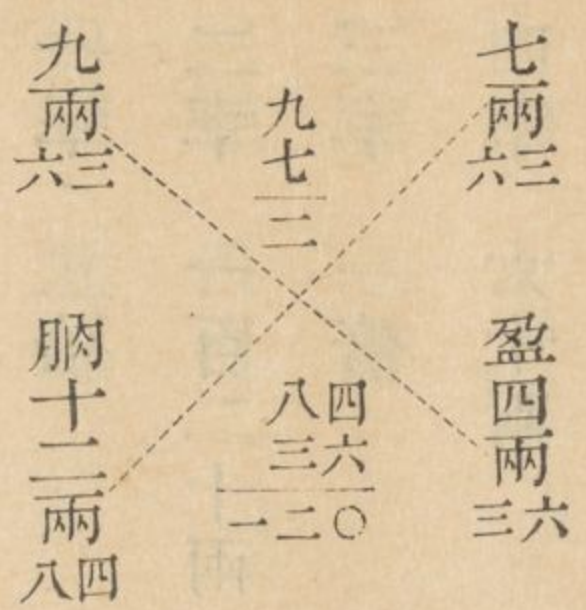 七兩
六三
盈四兩
三六
九
七
二
八四
三六
一二〇
九兩
六三
朒十二兩
八四